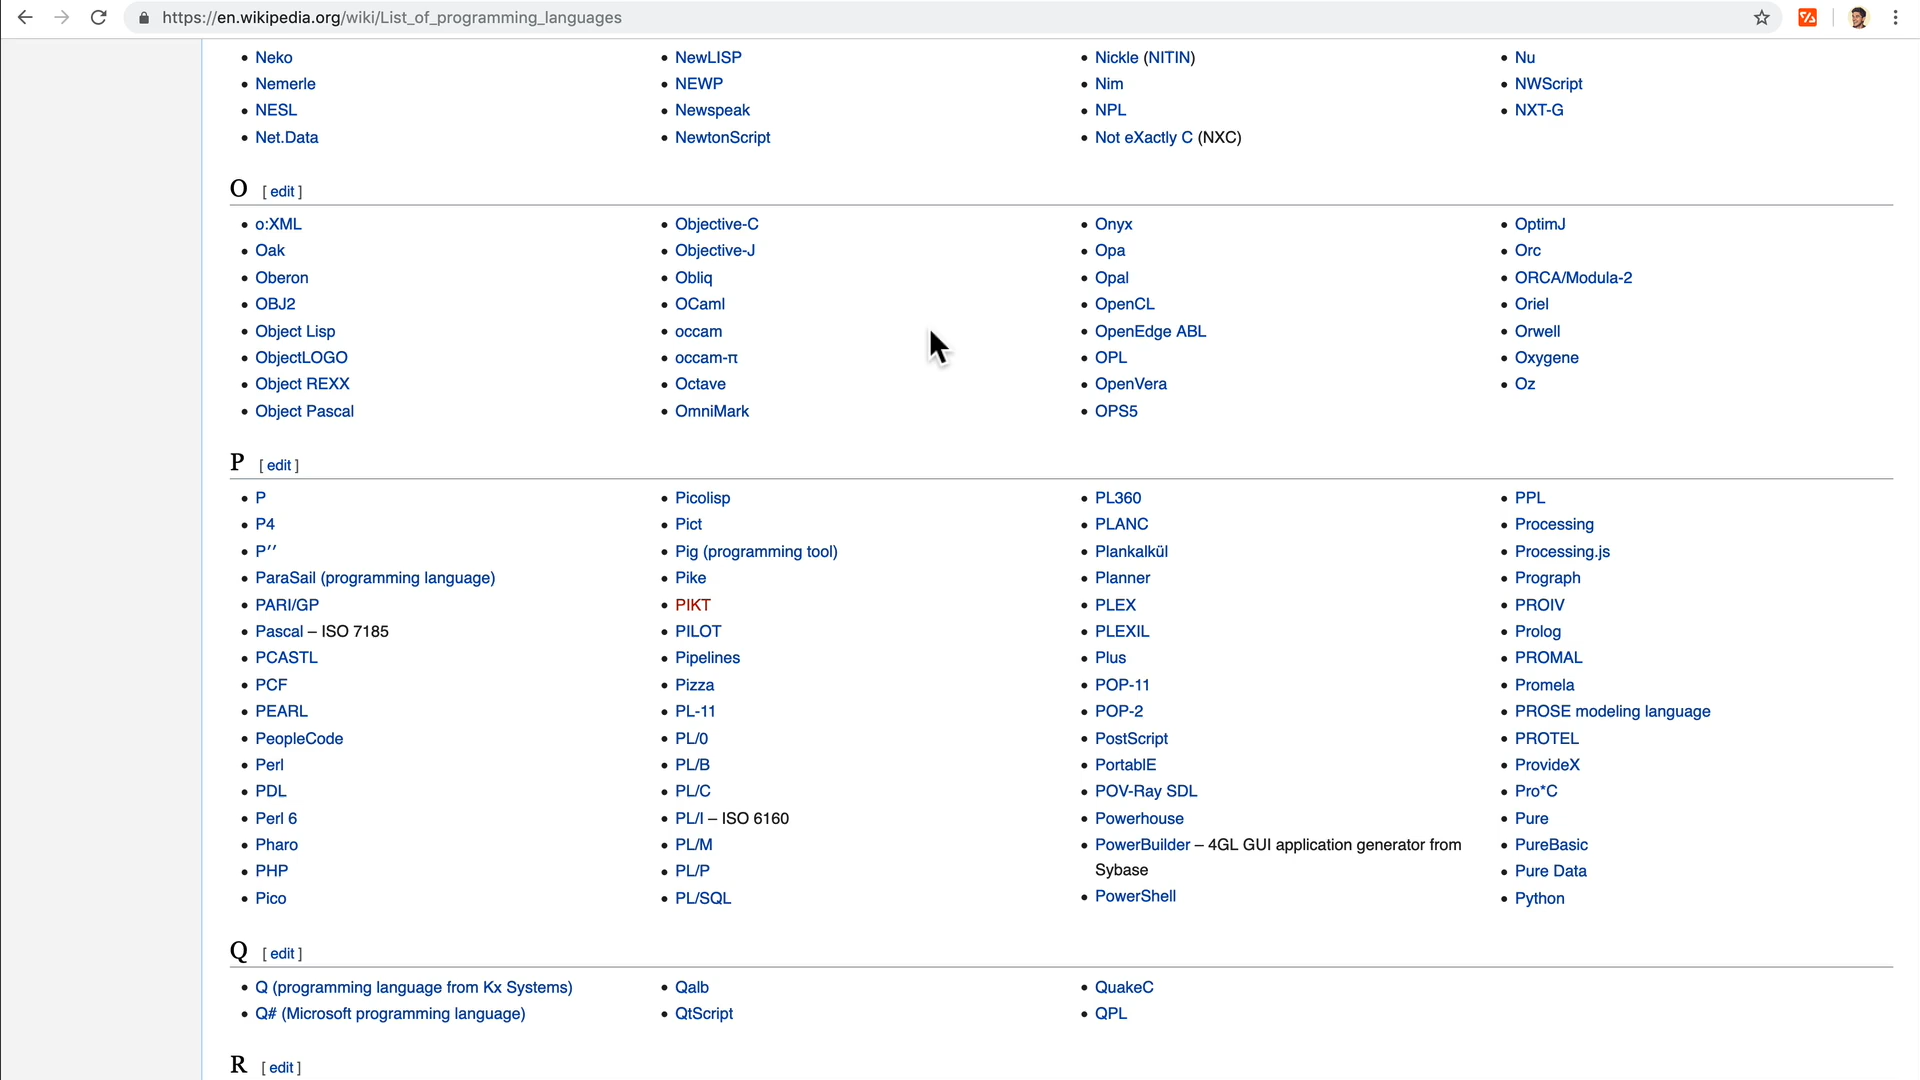 https://en.wikipedia.org/wiki/List_of_programming_languages
Neko
Nemerle
NESL
Net.Data
NewLISP
NEWP
Newspeak
NewtonScript
Nickle (NITIN)
Nim
NPL
Not eXactly C (NXC)
Nu
NWScript
NXT-G
O [ edit ]
o:XML
Oak
Oberon
OBJ2
Object Lisp
ObjectLOGO
Object REXX
Object Pascal
Objective-C
Objective-J
Obliq
OCaml
occam
occam-π
Octave
OmniMark
Onyx
Opa
Opal
OpenCL
OpenEdge ABL
OPL
OpenVera
OPS5
OptimJ
Orc
ORCA/Modula-2
Oriel
Orwell
Oxygene
Oz
P [ edit ]
P
P4
P′′
ParaSail (programming language)
PARI/GP
Pascal – ISO 7185
PCASTL
PCF
PEARL
PeopleCode
Perl
PDL
Perl 6
Pharo
PHP
Pico
Picolisp
Pict
Pig (programming tool)
Pike
PIKT
PILOT
Pipelines
Pizza
PL-11
PL/0
PL/B
PL/C
PL/I – ISO 6160
PL/M
PL/P
PL/SQL
PL360
PLANC
Plankalkül
Planner
PLEX
PLEXIL
Plus
POP-11
POP-2
PostScript
PortablE
POV-Ray SDL
Powerhouse
PowerBuilder – 4GL GUI application generator from
Sybase
PowerShell
PPL
Processing
Processing.js
Prograph
PROIV
Prolog
PROMAL
Promela
PROSE modeling language
PROTEL
ProvideX
Pro*C
Pure
PureBasic
Pure Data
Python
Q [ edit ]
Q (programming language from Kx Systems)
Q# (Microsoft programming language)
Qalb
QtScript
QuakeC
QPL
R [ edit ]